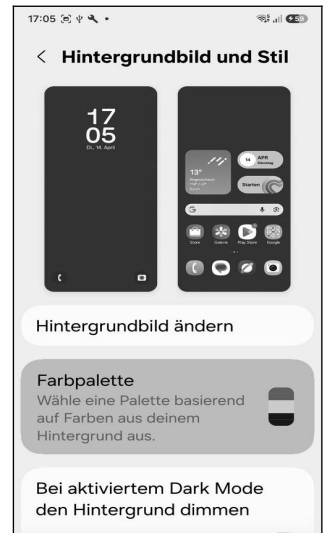 17:05
Hintergrundbild und Stil
17
05
Di., 14. April
14 APR
Dienstag
13°
Starten
Store Galerie Play Store Google
Hintergrundbild ändern
Farbpalette
Wähle eine Palette basierend
auf Farben aus deinem
Hintergrund aus.
Bei aktiviertem Dark Mode
den Hintergrund dimmen